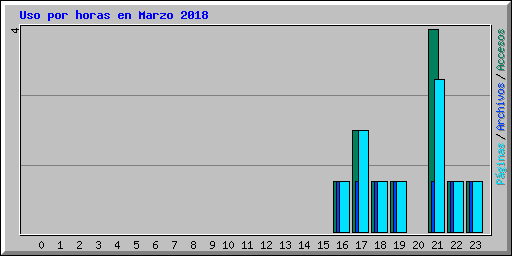 Uso por horas en Marzo 2018
4
Páginas / Archivos / Accesos
0 1 2 3 4 5 6 7 8 9 10 11 12 13 14 15 16 17 18 19 20 21 22 23